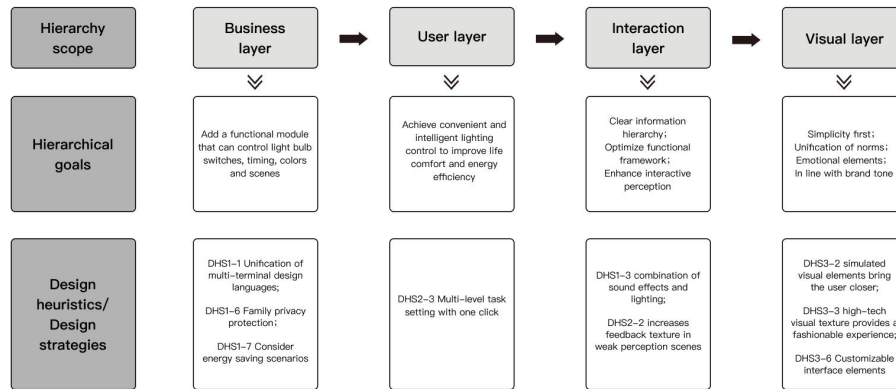 Hierarchy
scope
Business
layer
User layer
Interaction
layer
Visual layer
Hierarchical
goals
Add a functional module
that can control light bulb
switches, timing, colors
and scenes
Achieve convenient and
intelligent lighting
control to improve life
comfort and energy
efficiency
Clear information
hierarchy;
Optimize functional
framework;
Enhance interactive
perception
Simplicity first;
Unification of norms;
Emotional elements;
In line with brand tone
Design
heuristics/
Design
strategies
DHS1-1 Unification of
multi-terminal design
languages;
DHS1-6 Family privacy
protection;
DHS1-7 Consider
energy saving scenarios
DHS2-3 Multi-level task
setting with one click
DHS1-3 combination of
sound effects and
lighting;
DHS2-2 increases
feedback texture in
weak perception scenes
DHS3-2 simulated
visual elements bring
the user closer;
DHS3-3 high-tech
visual texture provides a
fashionable experience;
DHS3-6 Customizable
interface elements